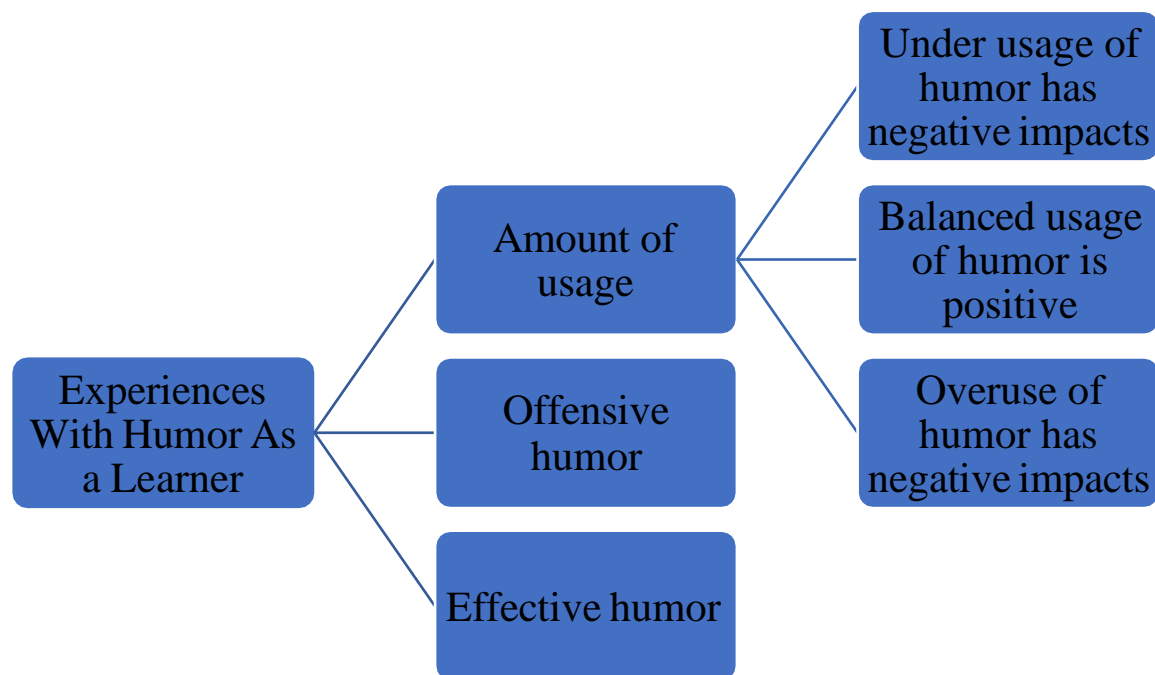 Experiences
With Humor As
a Learner
Amount of
usage
Offensive
humor
Effective humor
Under usage of
humor has
negative impacts
Balanced usage
of humor is
positive
Overuse of
humor has
negative impacts